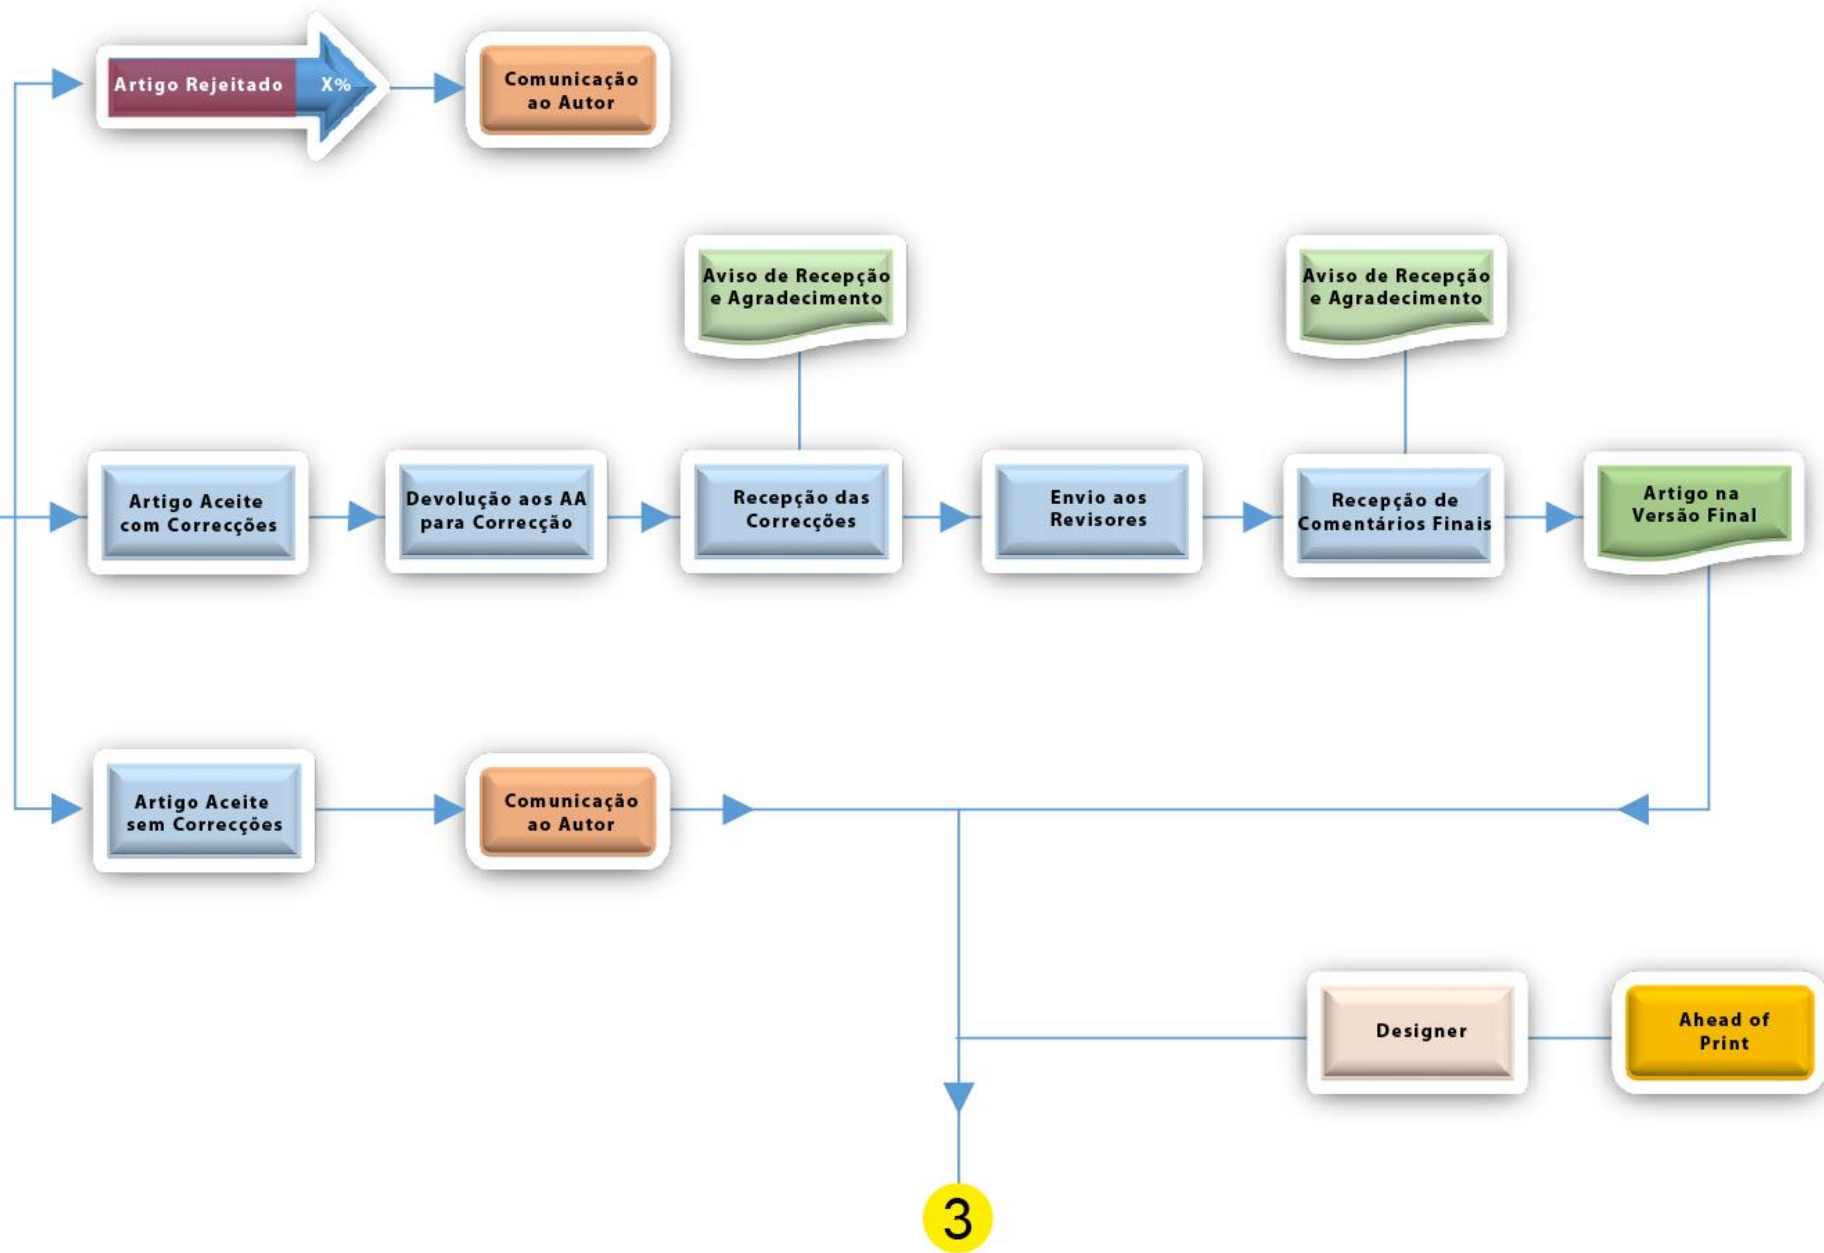 Artigo Rejeitado X%
Comunicação
ao Autor
Aviso de Recepção
e Agradecimento
Aviso de Recepção
e Agradecimento
Artigo Aceite
com Correcções
Devolução aos AA
para Correcção
Recepção das
Correcções
Envio aos
Revisores
Recepção de
Comentários Finais
Artigo na
Versão Final
Artigo Aceite
sem Correcções
Comunicação
ao Autor
Designer
Ahead of
Print
3